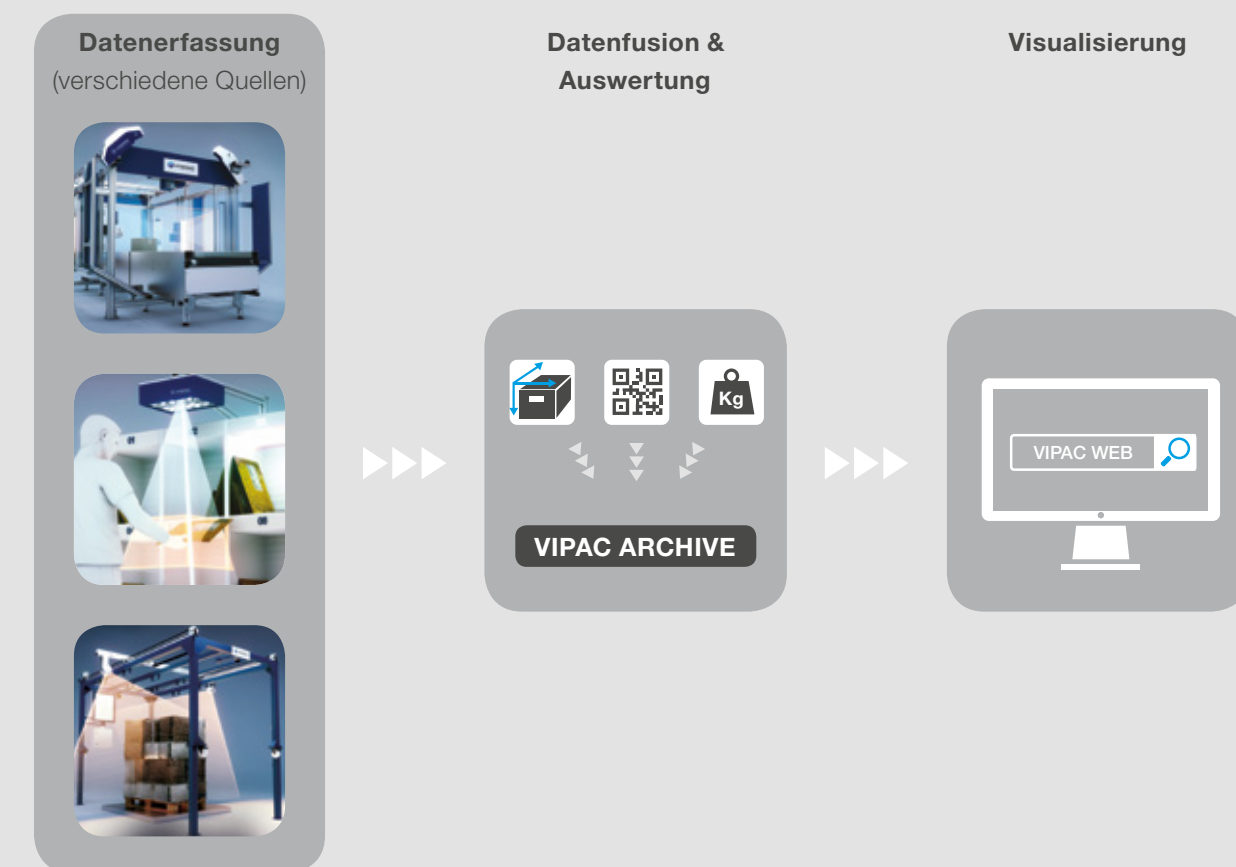 Datenerfassung
(verschiedene Quellen)
Datenfusion &
Auswertung
Visualisierung
Kg
VIPAC ARCHIVE
VIPAC WEB